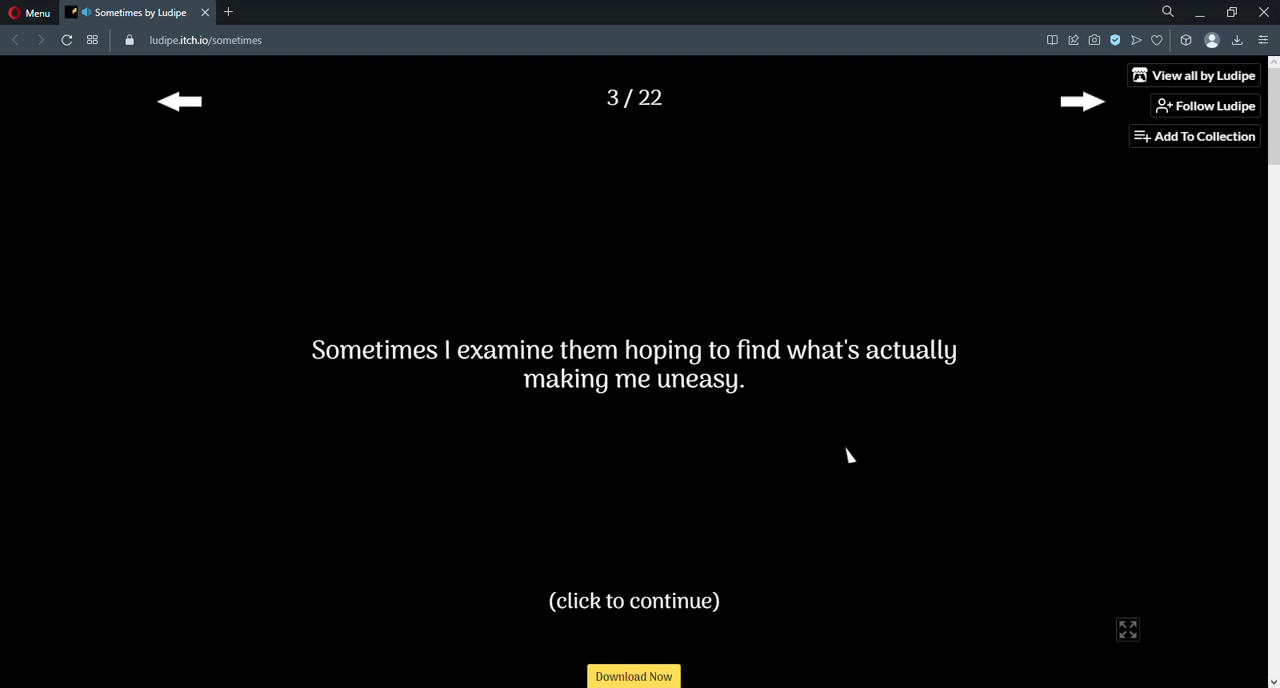 Menu
Sometimes by Ludipe
ludipe.itch.io/sometimes
View all by Ludipe
3 / 22
Follow Ludipe
Add To Collection
Sometimes I examine them hoping to find what's actually
making me uneasy.
(click to continue)
Download Now